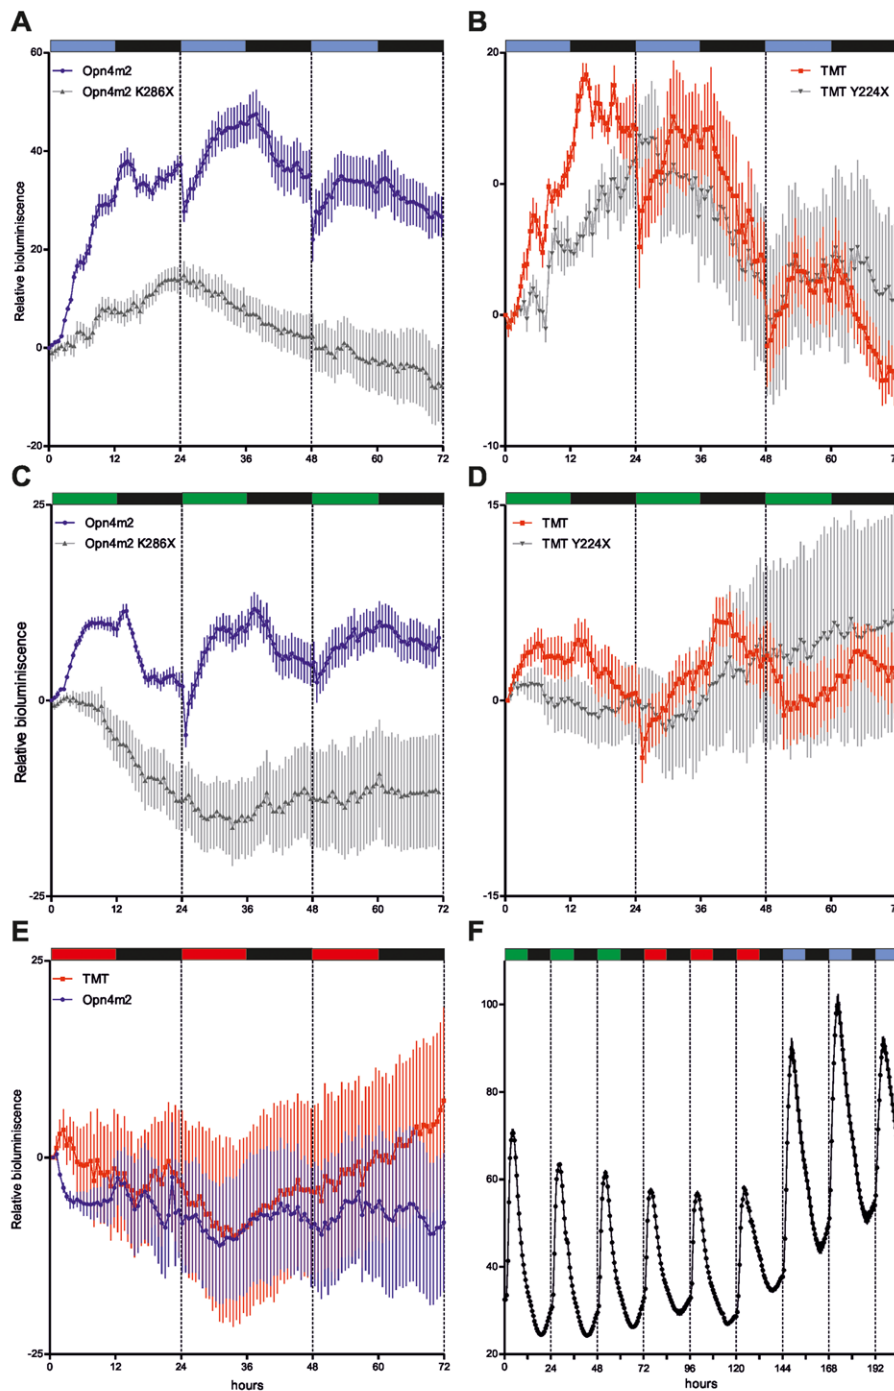 A
60
40
20
0
-20
Relative bioluminiscence
Opn4m2
Opn4m2 K286X
0 12 24 36 48 60 72
B
20
0
-10
TMT
TMT Y224X
0 12 24 36 48 60 72
C
25
0
-25
Relative bioluminiscence
Opn4m2
Opn4m2 K286X
0 12 24 36 48 60 72
D
15
0
-15
TMT
TMT Y224X
0 12 24 36 48 60 72
E
25
0
-25
Relative bioluminiscence
TMT
Opn4m2
0 12 24 36 48 60 72
hours
F
100
80
60
40
20
0 24 48 72 96 120 144 168 192
hours